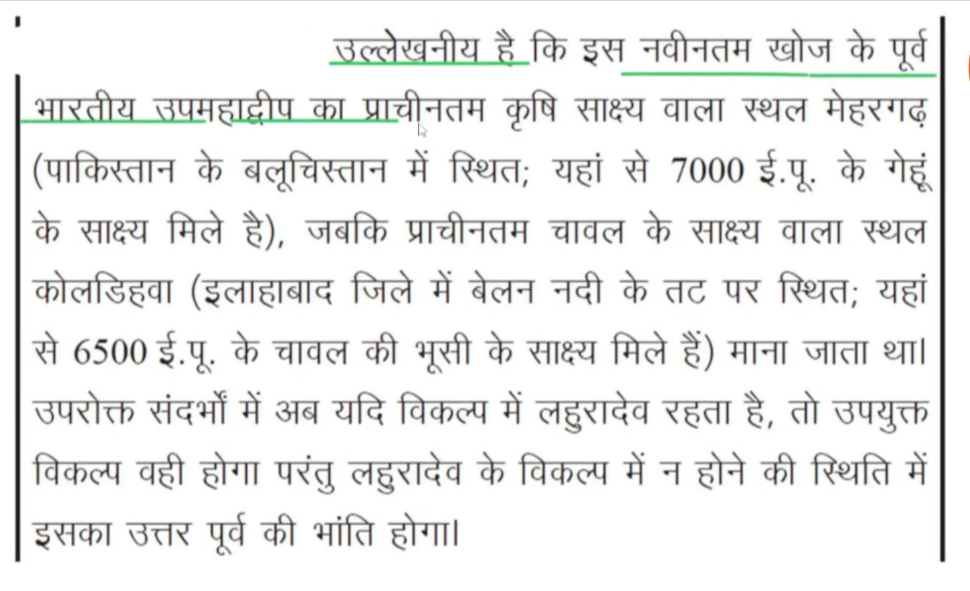 उल्लेखनीय है कि इस नवीनतम खोज के पूर्व
भारतीय उपमहाद्वीप का प्राचीनतम कृषि साक्ष्य वाला स्थल मेहरगढ़
(पाकिस्तान के बलूचिस्तान में स्थित; यहां से 7000 ई.पू. के गेहूं
के साक्ष्य मिले है), जबकि प्राचीनतम चावल के साक्ष्य वाला स्थल
कोलडिहवा (इलाहाबाद जिले में बेलन नदी के तट पर स्थित; यहां
से 6500 ई.पू. के चावल की भूसी के साक्ष्य मिले हैं) माना जाता था।
उपरोक्त संदर्भों में अब यदि विकल्प में लहुरादेव रहता है, तो उपयुक्त
विकल्प वही होगा परंतु लहुरादेव के विकल्प में न होने की स्थिति में
इसका उत्तर पूर्व की भांति होगा।